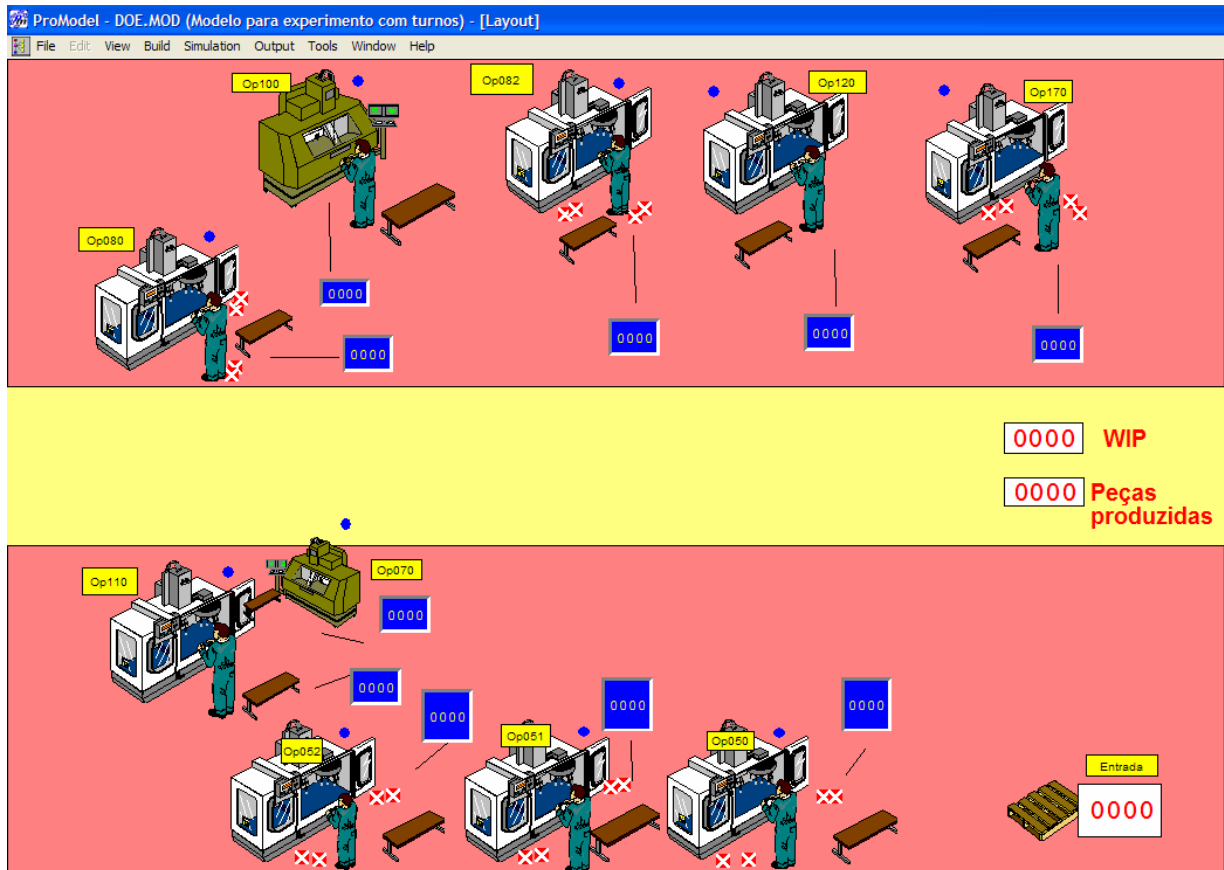 ProModel - DOE.MOD (Modelo para experimento com turnos) - [Layout]
File Edit View Build Simulation Output Tools Window Help
Op100
Op082
Op120
Op170
Op080
0000
0000
0000
0000
0000
0000 WIP
0000 Peças
produzidas
Op110
Op070
0000
0000
0000
0000
0000
Op052
Op051
Op050
Entrada
0000